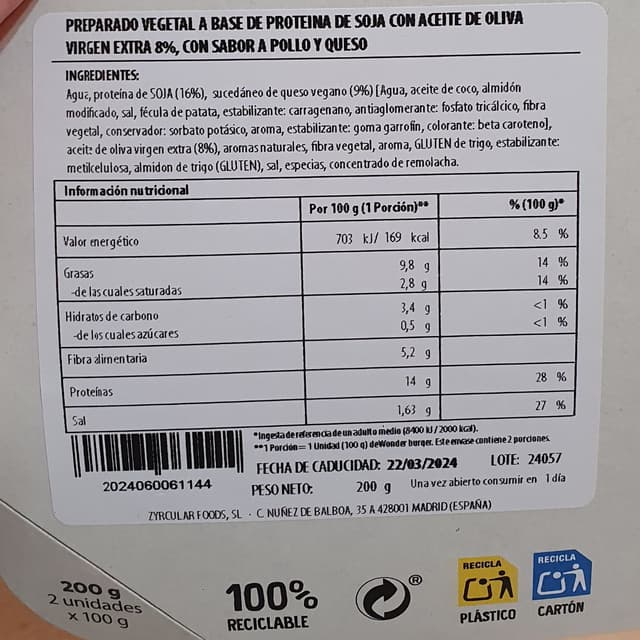 PREPARADO VEGETAL A BASE DE PROTEINA DE SOJA CON ACEITE DE OLIVA
VIRGEN EXTRA 8%, CON SABOR A POLLO Y QUESO
INGREDIENTES:
Agua, proteína de SOJA (16%), sucedáneo de queso vegano (9%) [Agua, aceite de coco, almidón
modificado, sal, fécula de patata, estabilizante: carragenano, antiaglomerante: fosfato tricálcico, fibra
vegetal, conservador: sorbato potásico, aroma, estabilizante: goma garrofín, colorante: beta caroteno],
aceite de oliva virgen extra (8%), aromas naturales, fibra vegetal, aroma, GLUTEN de trigo, estabilizante:
metilcelulosa, almidon de trigo (GLUTEN), sal, especias, concentrado de remolacha.
Información nutricional
Por 100 g (1 Porción)** % (100 g)*
Valor energético 703 kJ/ 169 kcal 8.5 %
Grasas 9,8 g 14 %
-de las cuales saturadas 2,8 g 14 %
Hidratos de carbono 3,4 g <1 %
-de los cuales azúcares 0,5 g <1 %
Fibra alimentaria 5,2 g
Proteínas 14 g 28 %
Sal 1,63 g 27 %
*Ingesta de referencia de un adulto medio (8400 kJ / 2000 kcal).
**1 Porción= 1 Unidad (100 g) de Wonder burger. Este envase contiene 2 porciones.
FECHA DE CADUCIDAD: 22/03/2024 LOTE: 24057
2024060061144
PESO NETO: 200 g Una vez abierto consumir en 1 día
ZYRCULAR FOODS, SL · C NUÑEZ DE BALBOA, 35 A 428001 MADRID (ESPAÑA)
200 g
2 unidades
x 100 g
100%
RECICLABLE
®
RECICLA
PLÁSTICO
RECICLA
CARTÓN